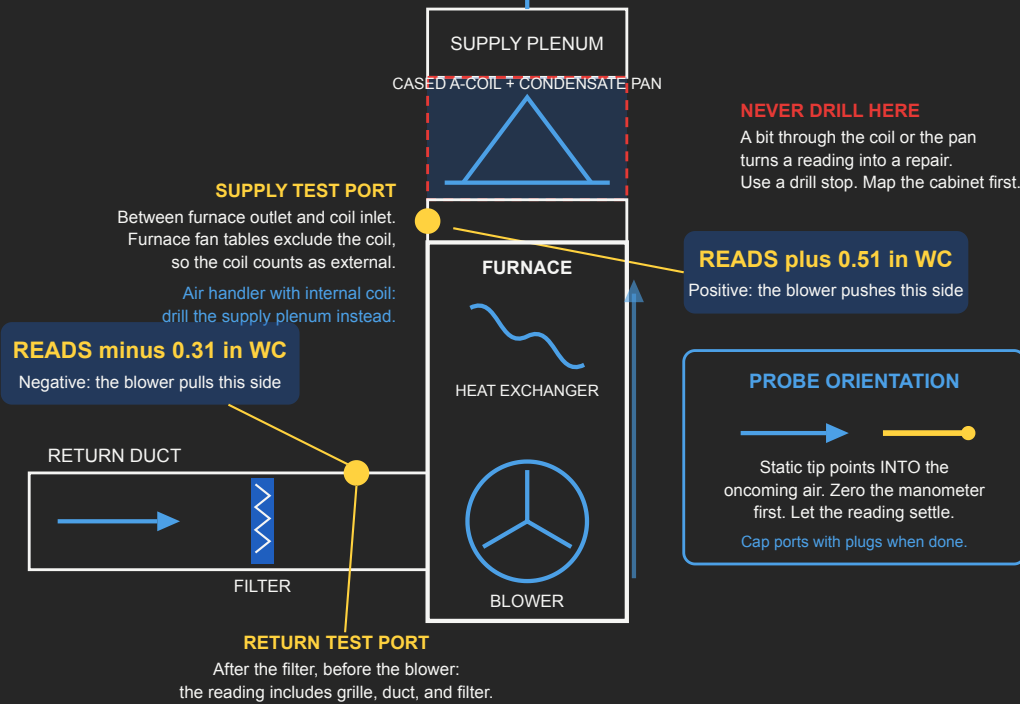 SUPPLY PLENUM
CASED A-COIL + CONDENSATE PAN
NEVER DRILL HERE
A bit through the coil or the pan
turns a reading into a repair.
Use a drill stop. Map the cabinet first.
SUPPLY TEST PORT
Between furnace outlet and coil inlet.
Furnace fan tables exclude the coil,
so the coil counts as external.
Air handler with internal coil:
drill the supply plenum instead.
FURNACE
READS plus 0.51 in WC
Positive: the blower pushes this side
READS minus 0.31 in WC
Negative: the blower pulls this side
HEAT EXCHANGER
PROBE ORIENTATION
Static tip points INTO the
oncoming air. Zero the manometer
first. Let the reading settle.
Cap ports with plugs when done.
RETURN DUCT
FILTER
BLOWER
RETURN TEST PORT
After the filter, before the blower:
the reading includes grille, duct, and filter.